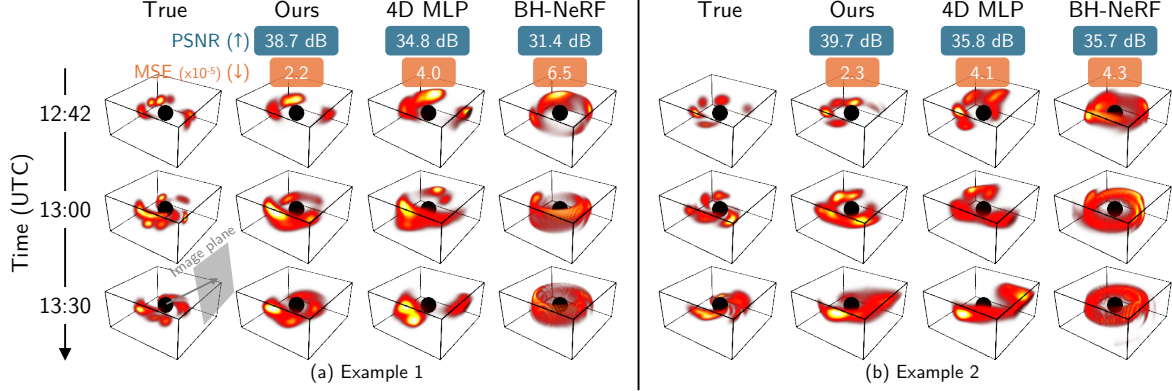 True Ours 4D MLP BH-NeRF True Ours 4D MLP BH-NeRF
PSNR (↑) 38.7 dB 34.8 dB 31.4 dB 39.7 dB 35.8 dB 35.7 dB
MSE (x10⁻⁵) (↓) 2.2 4.0 6.5 2.3 4.1 4.3
12:42
Time (UTC)
13:00
Image plane
13:30
(a) Example 1 (b) Example 2